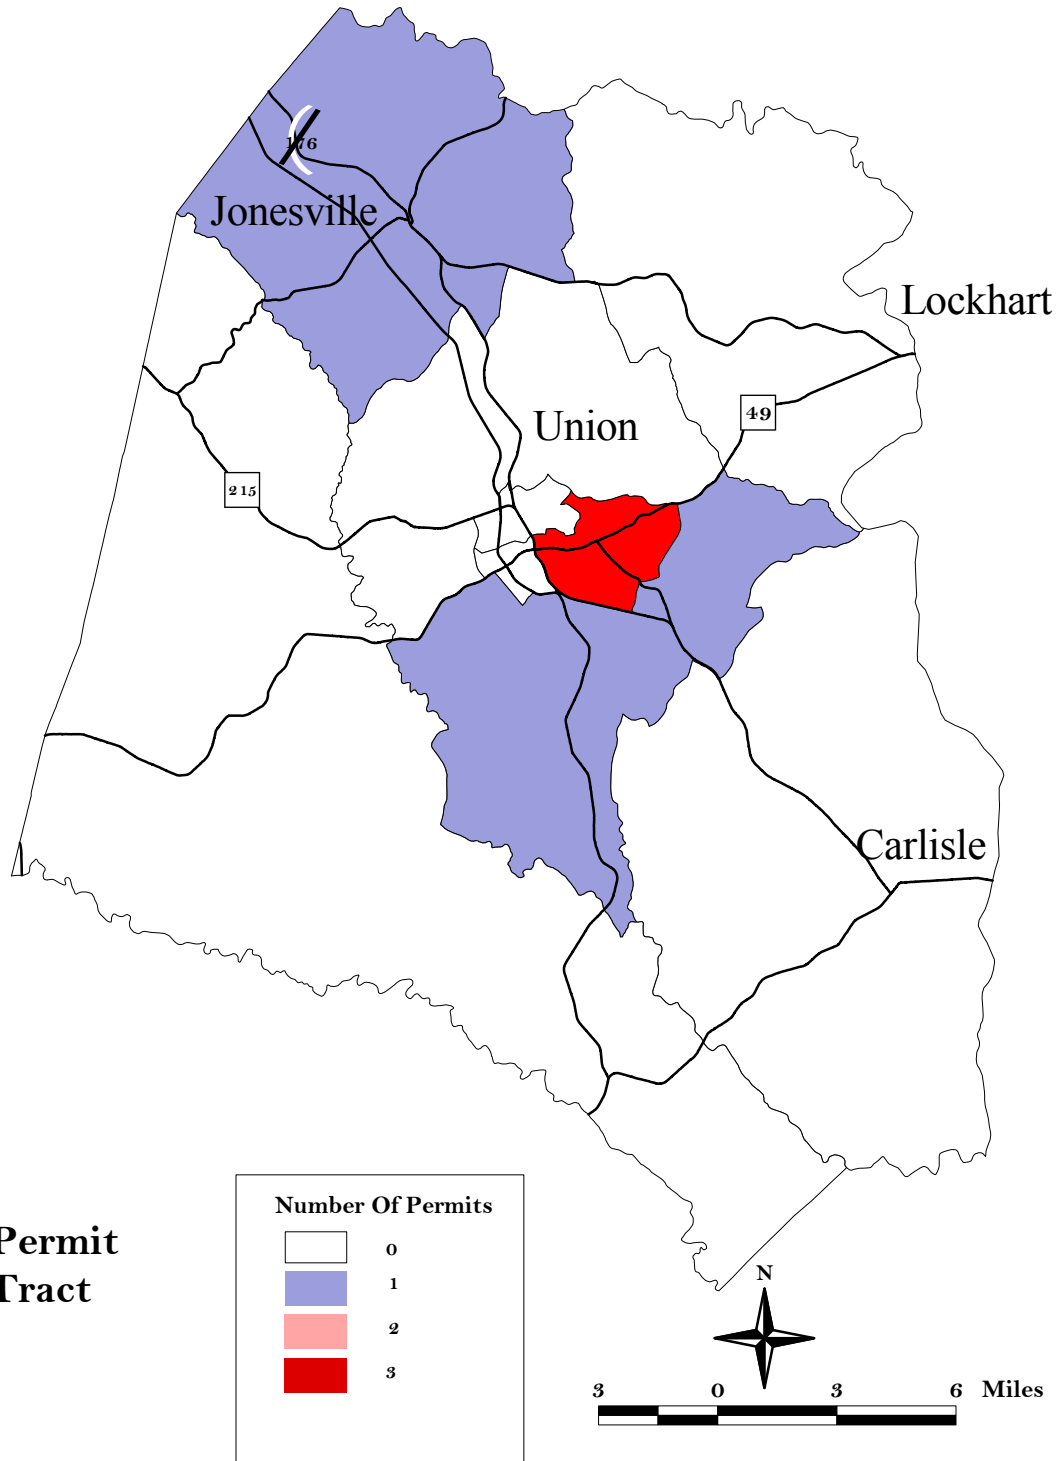 176
Jonesville
Lockhart
49
Union
215
Carlisle
Permit
Tract
Number Of Permits
0
1
2
3
N
3 0 3 6 Miles